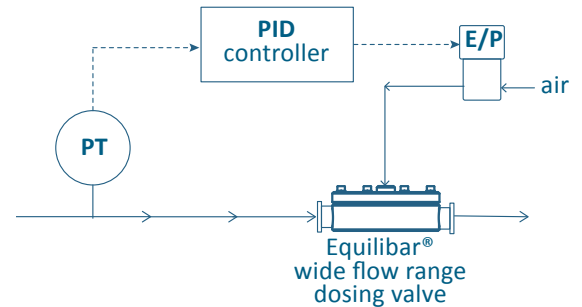 PID
controller
E/P
air
PT
Equilibar®
wide flow range
dosing valve